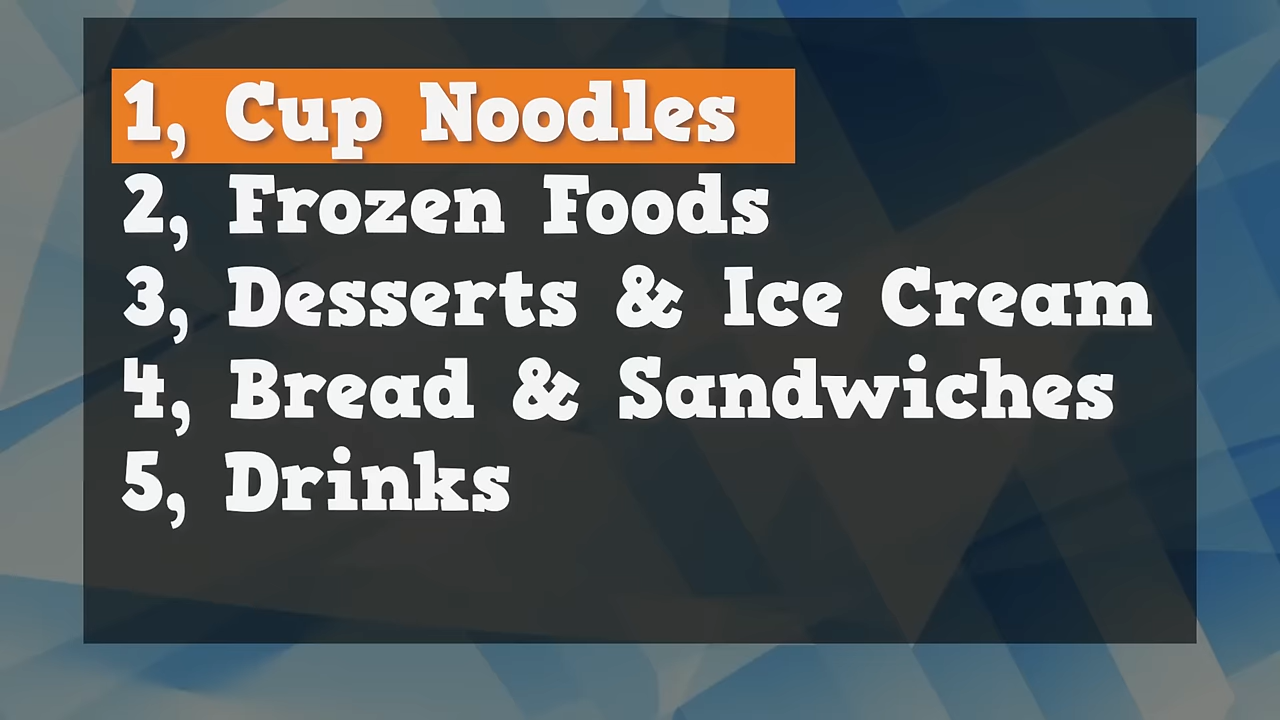 1, Cup Noodles
2, Frozen Foods
3, Desserts & Ice Cream
4, Bread & Sandwiches
5, Drinks